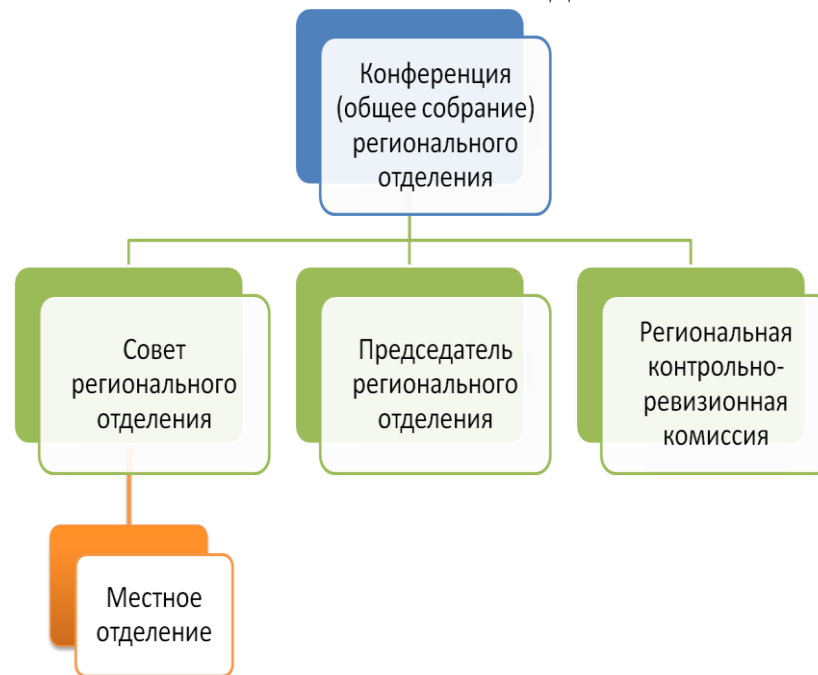 Конференция
(общее собрание)
регионального
отделения
Совет
регионального
отделения
Председатель
регионального
отделения
Региональная
контрольно-
ревизионная
комиссия
Местное
отделение